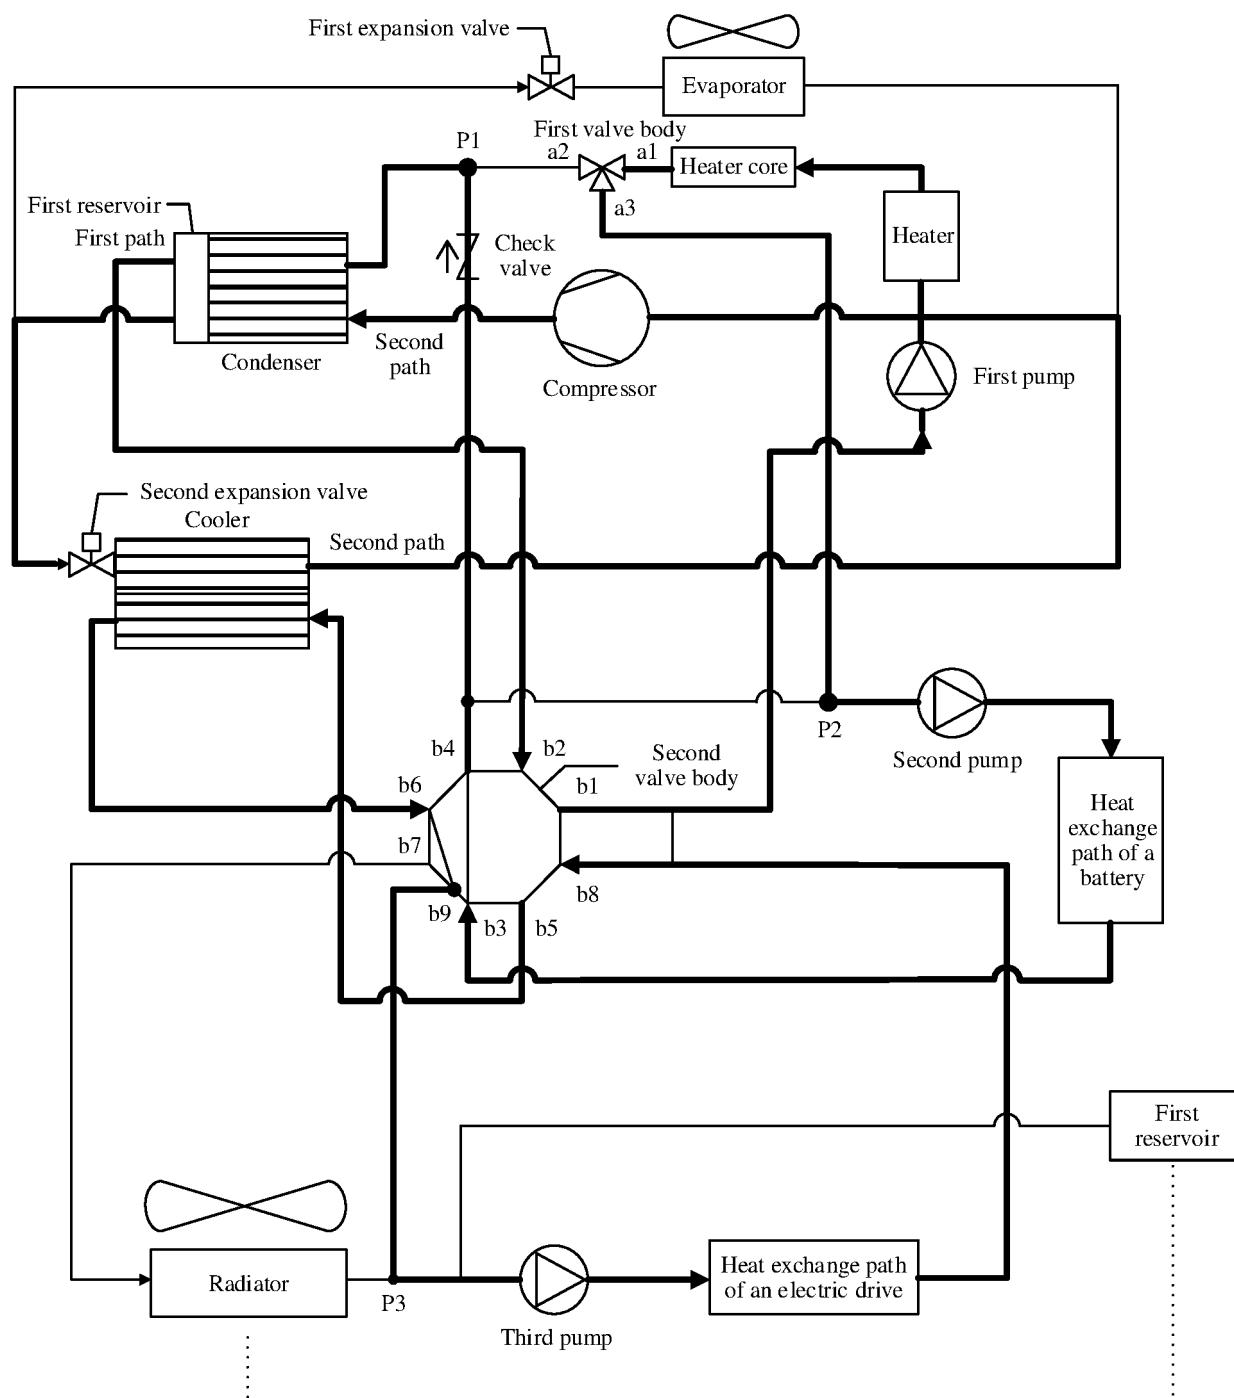 First expansion valve
Evaporator
First valve body
P1
a2
a1
Heater core
a3
First reservoir
First path
Check
valve
Heater
Second
path
Condenser
Compressor
First pump
Second expansion valve
Cooler
Second path
P2
Second pump
b4
b2
Second
valve body
b6
b1
b7
b8
b9
b3
b5
Heat
exchange
path of a
battery
First
reservoir
Radiator
P3
Third pump
Heat exchange path
of an electric drive